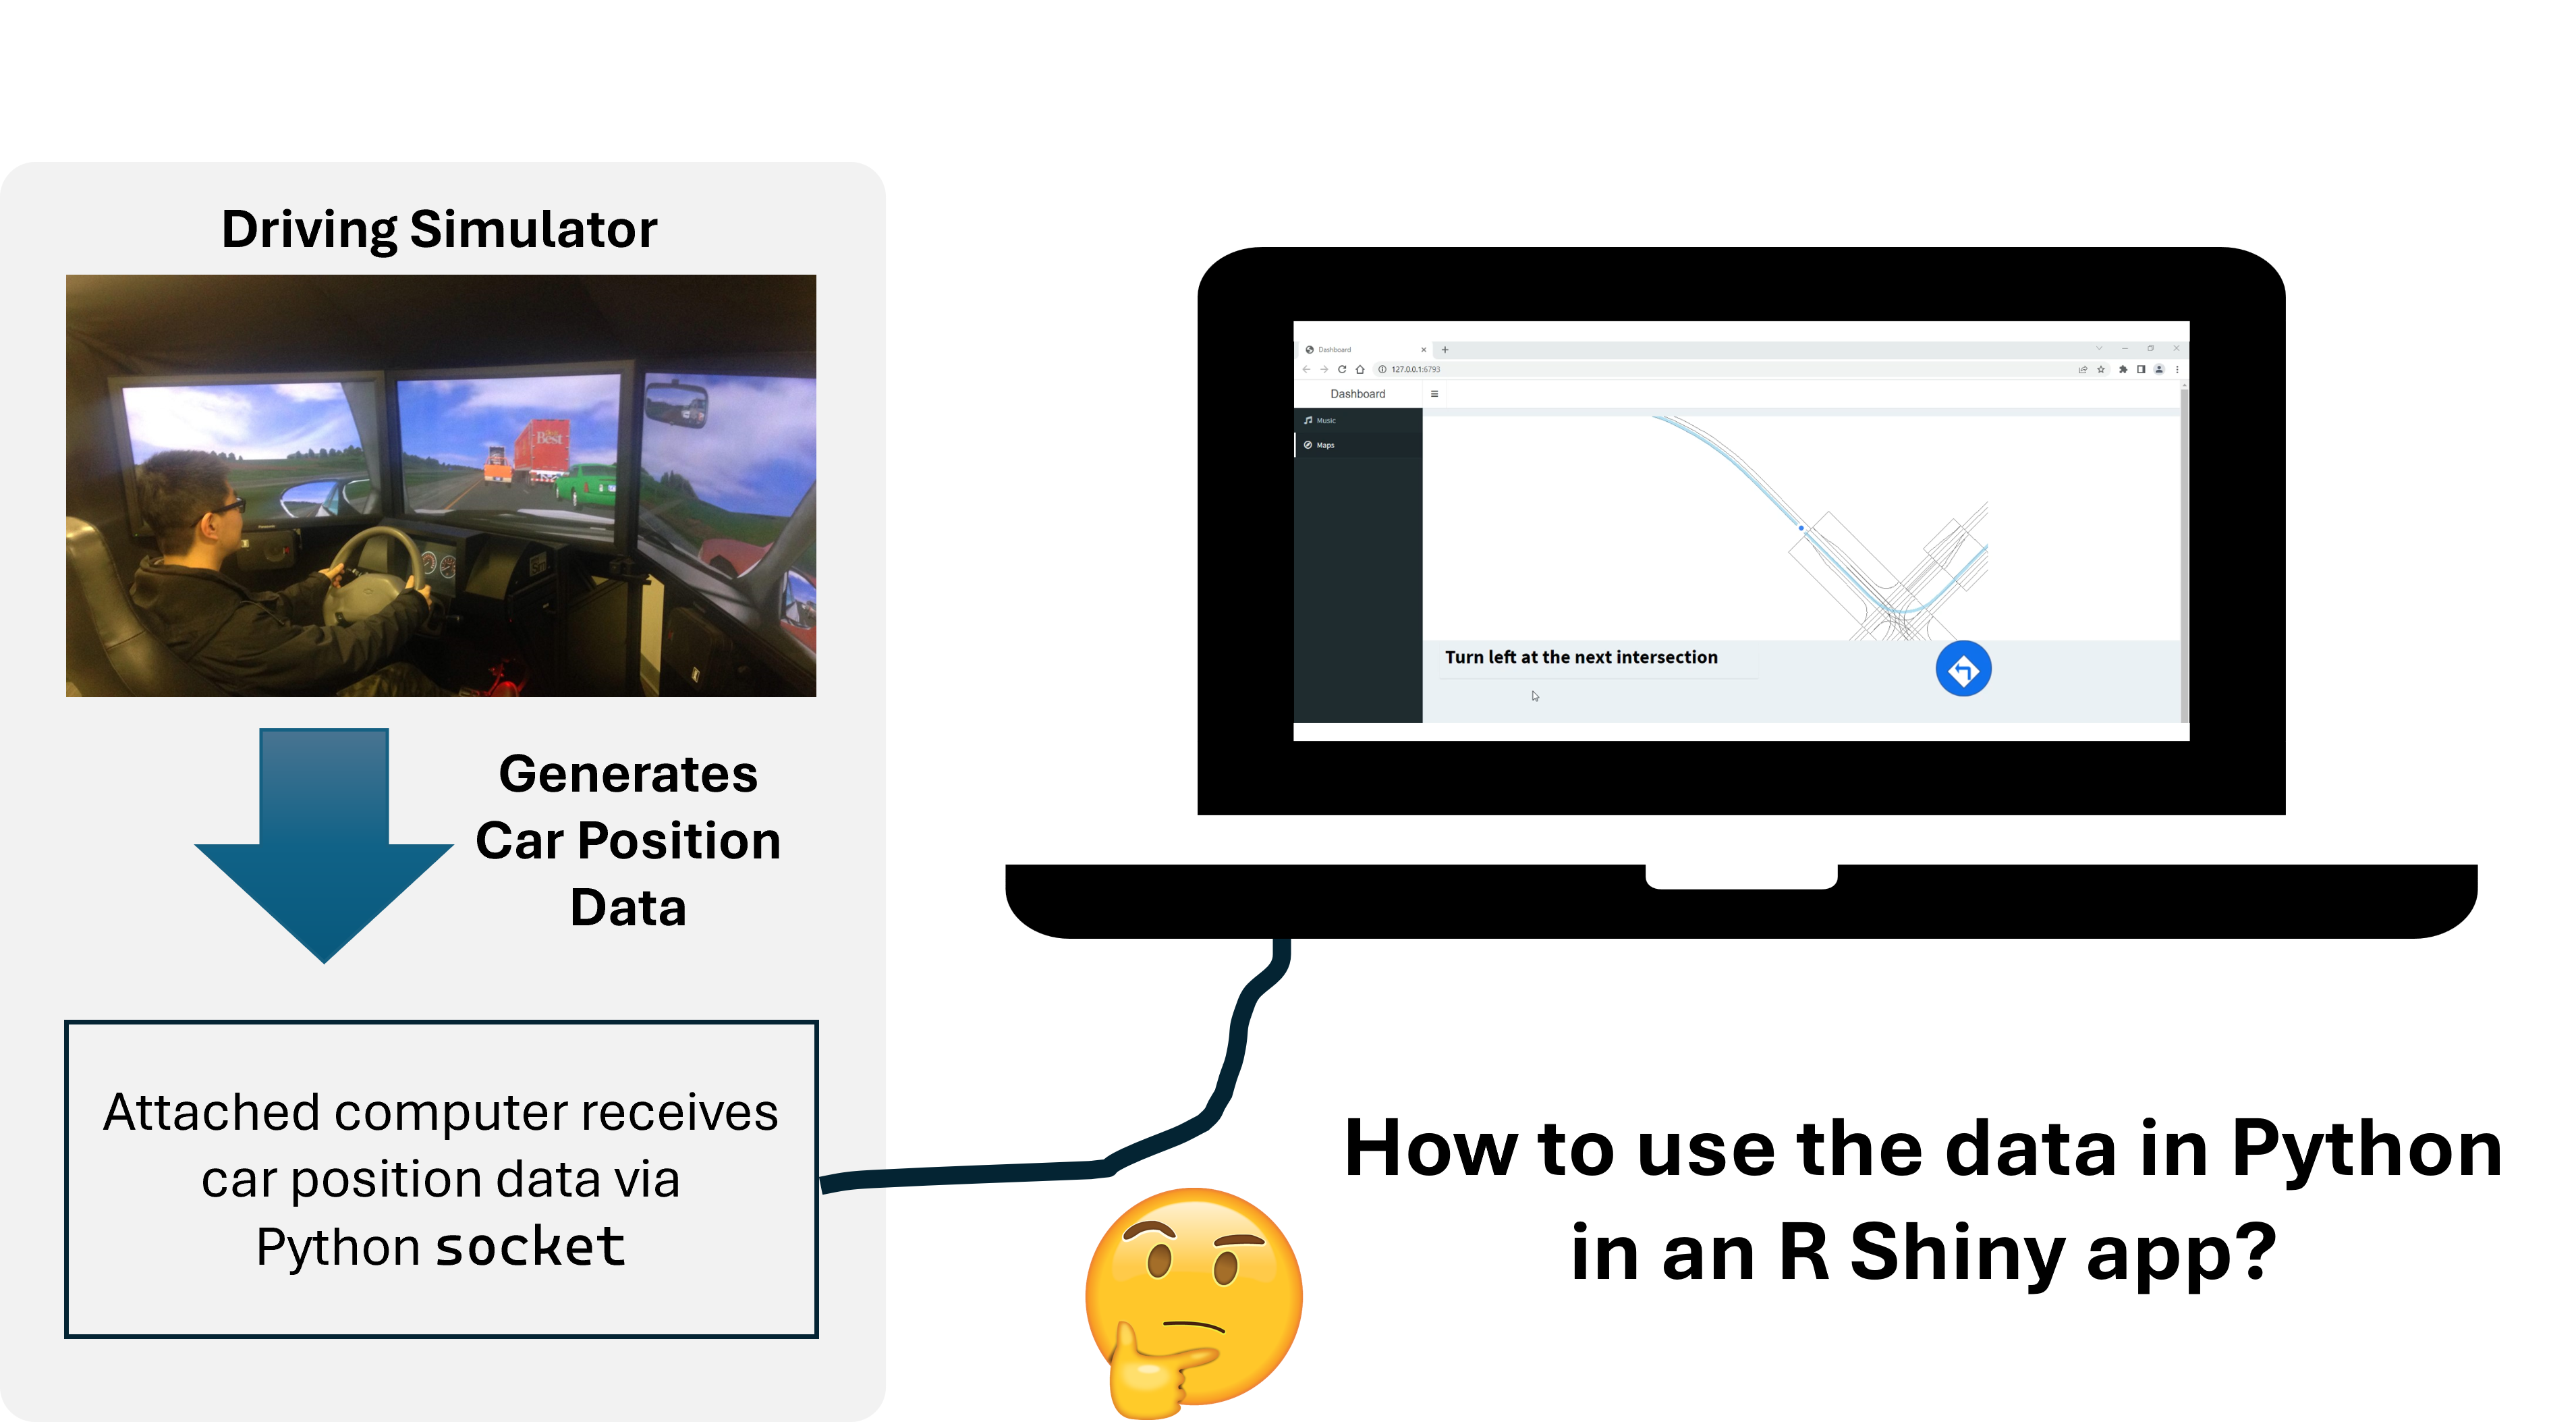 Driving Simulator
Best
Generates
Car Position
Data
Attached computer receives
car position data via
Python socket
Dashboard
127.0.0.1:6793
Dashboard
Music
Maps
Turn left at the next intersection
How to use the data in Python
in an R Shiny app?